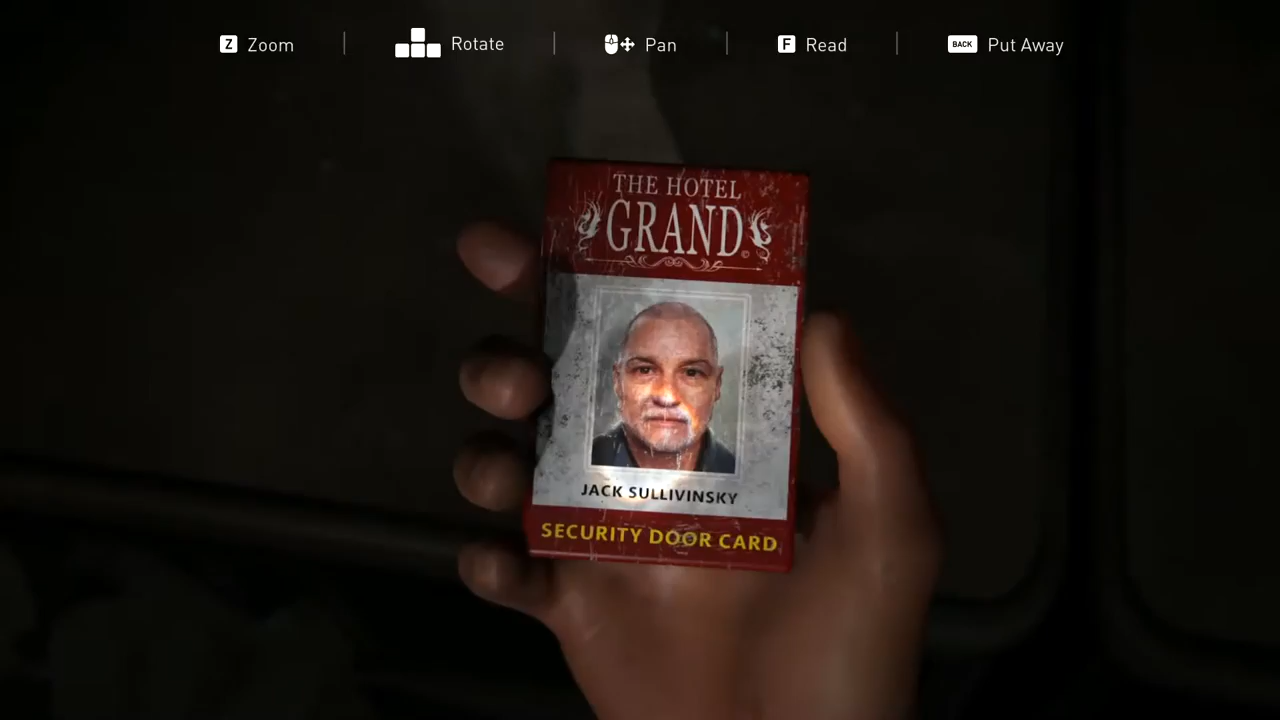 Z Zoom
Rotate
Pan
F Read
BACK Put Away
THE HOTEL
GRAND©
JACK SULLIVINSKY
SECURITY DOOR CARD